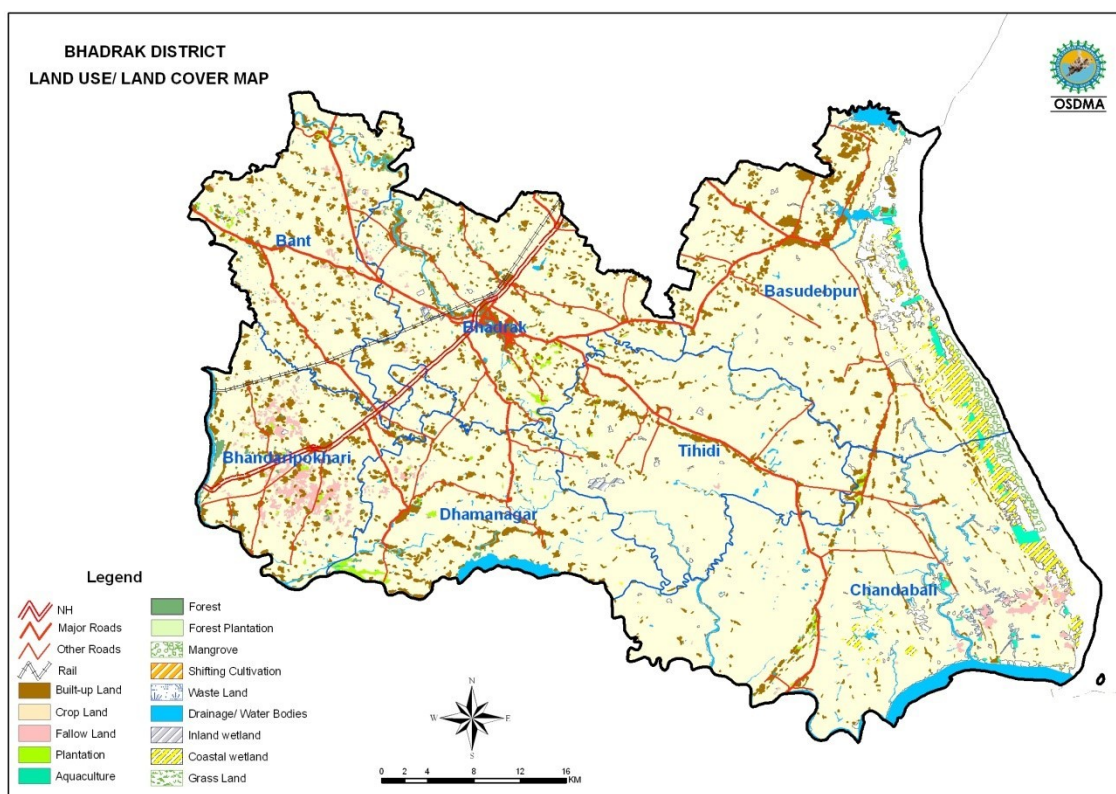 BHADRAK DISTRICT
LAND USE/ LAND COVER MAP
OSDMA
Bant
Basudebpur
Bhadrak
Tihidi
Bhandaripokhari
Dhamanagar
Chandabali
Legend
NH
Major Roads
Other Roads
Rail
Built-up Land
Crop Land
Fallow Land
Plantation
Aquaculture
Forest
Forest Plantation
Mangrove
Shifting Cultivation
Waste Land
Drainage/ Water Bodies
Inland wetland
Coastal wetland
Grass Land
N
W E
S
0 2 4 8 12 16
KM